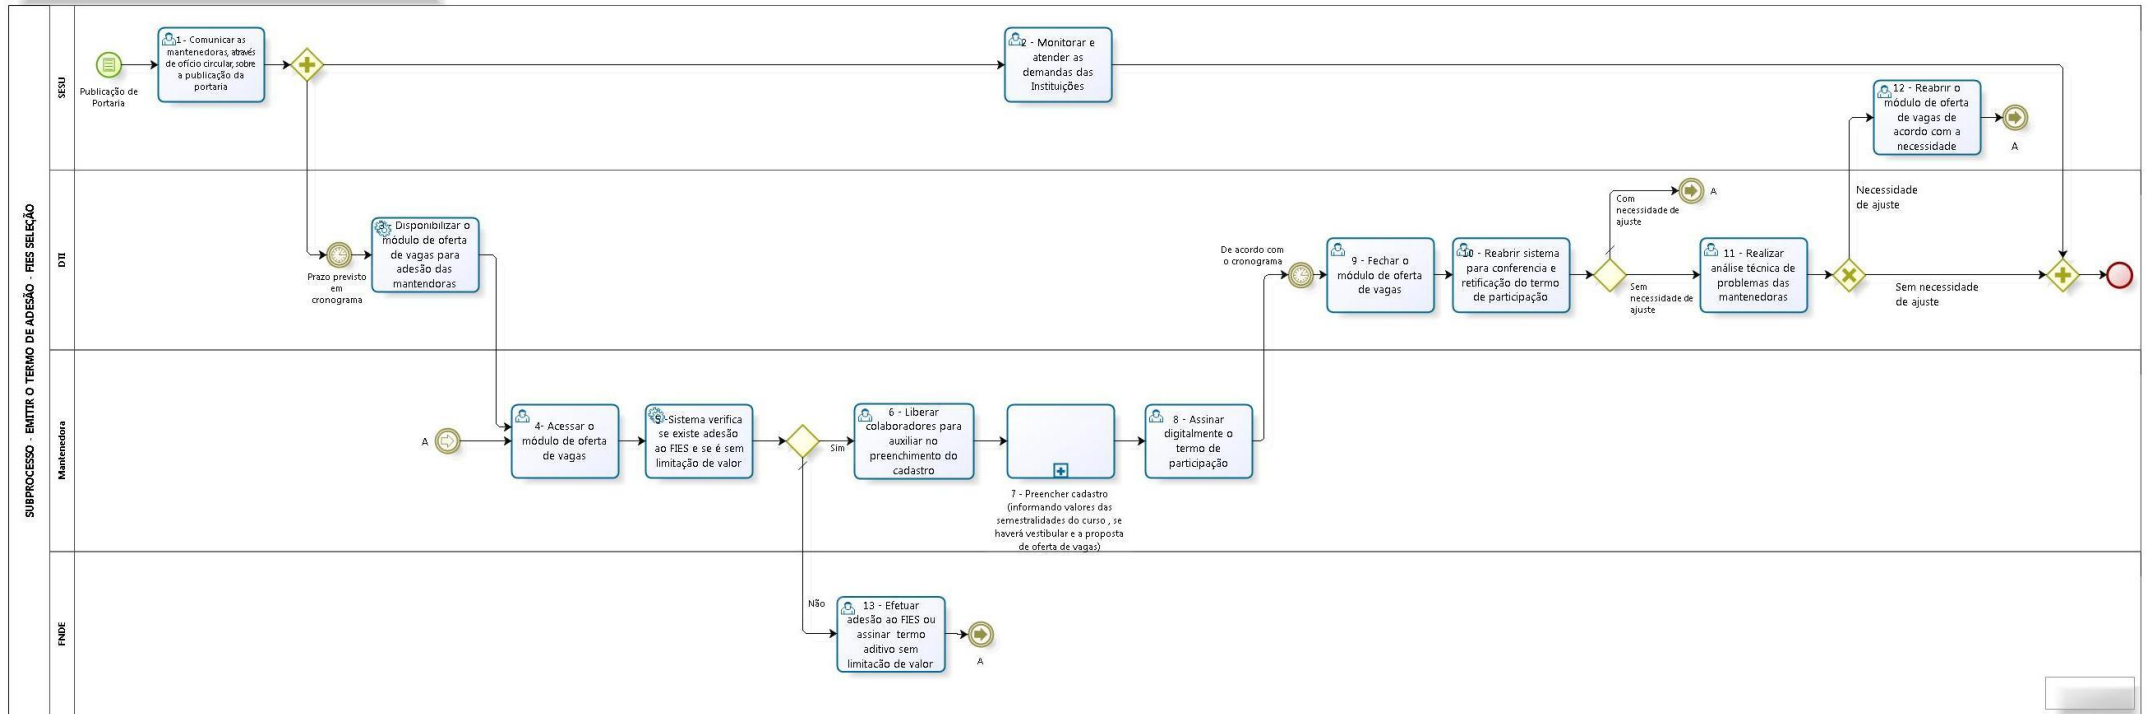 SUBPROCESSO - EMITIR O TERMO DE ADESÃO - FIES SELEÇÃO
SESU
Publicação de
Portaria
1 - Comunicar as
mantenedoras, através
de ofício circular, sobre
a publicação da
portaria
2 - Monitorar e
atender as
demandas das
Instituições
12 - Reabrir o
módulo de oferta
de vagas de
acordo com a
necessidade
A
DTI
Prazo previsto
em
cronograma
3 - Disponibilizar o
módulo de oferta
de vagas para
adesão das
mantendoras
De acordo com
o cronograma
9 - Fechar o
módulo de oferta
de vagas
10 - Reabrir sistema
para conferencia e
retificação do termo
de participação
Com
necessidade de
ajuste
A
Sem
necessidade de
ajuste
11 - Realizar
análise técnica de
problemas das
mantenedoras
Necessidade
de ajuste
Sem necessidade
de ajuste
Mantenedora
A
4- Acessar o
módulo de oferta
de vagas
5 -Sistema verifica
se existe adesão
ao FIES e se é sem
limitação de valor
Sim
6 - Liberar
colaboradores para
auxiliar no
preenchimento do
cadastro
7 - Preencher cadastro
(informando valores das
semestralidades do curso , se
haverá vestibular e a proposta
de oferta de vagas)
8 - Assinar
digitalmente o
termo de
participação
FNDE
Não
13 - Efetuar
adesão ao FIES ou
assinar termo
aditivo sem
limitação de valor
A